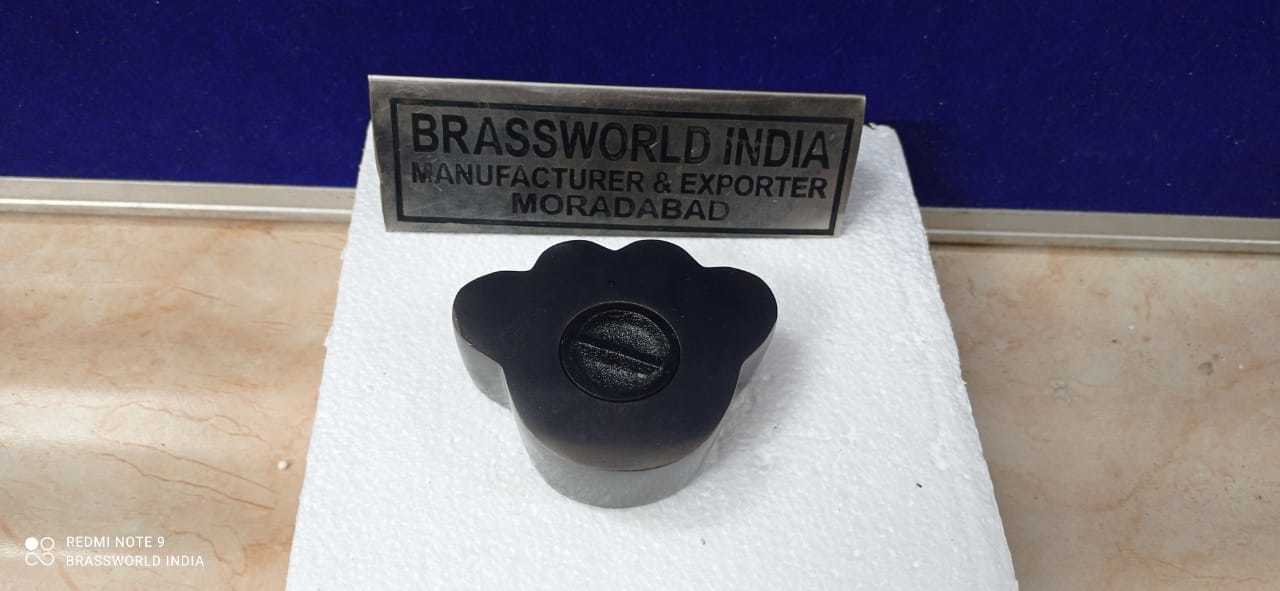 BRASSWORLD INDIA
MANUFACTURER & EXPORTER
MORADABAD
REDMI NOTE 9
BRASSWORLD INDIA